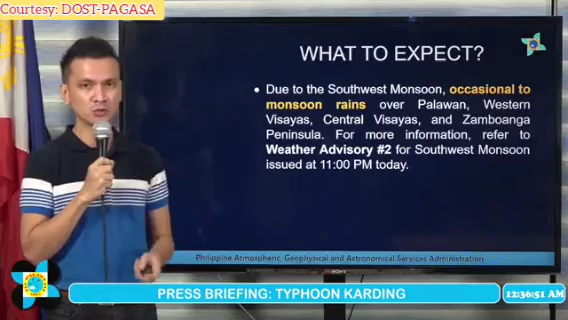 Courtesy: DOST-PAGASA
WHAT TO EXPECT?
• Due to the Southwest Monsoon, occasional to
monsoon rains over Palawan, Western
Visayas, Central Visayas, and Zamboanga
Peninsula. For more information, refer to
Weather Advisory #2 for Southwest Monsoon
issued at 11:00 PM today.
Philippine Atmospheric, Geophysical and Astronomical Services Administration
SONY
PRESS BRIEFING: TYPHOON KARDING
12:36:51 AM